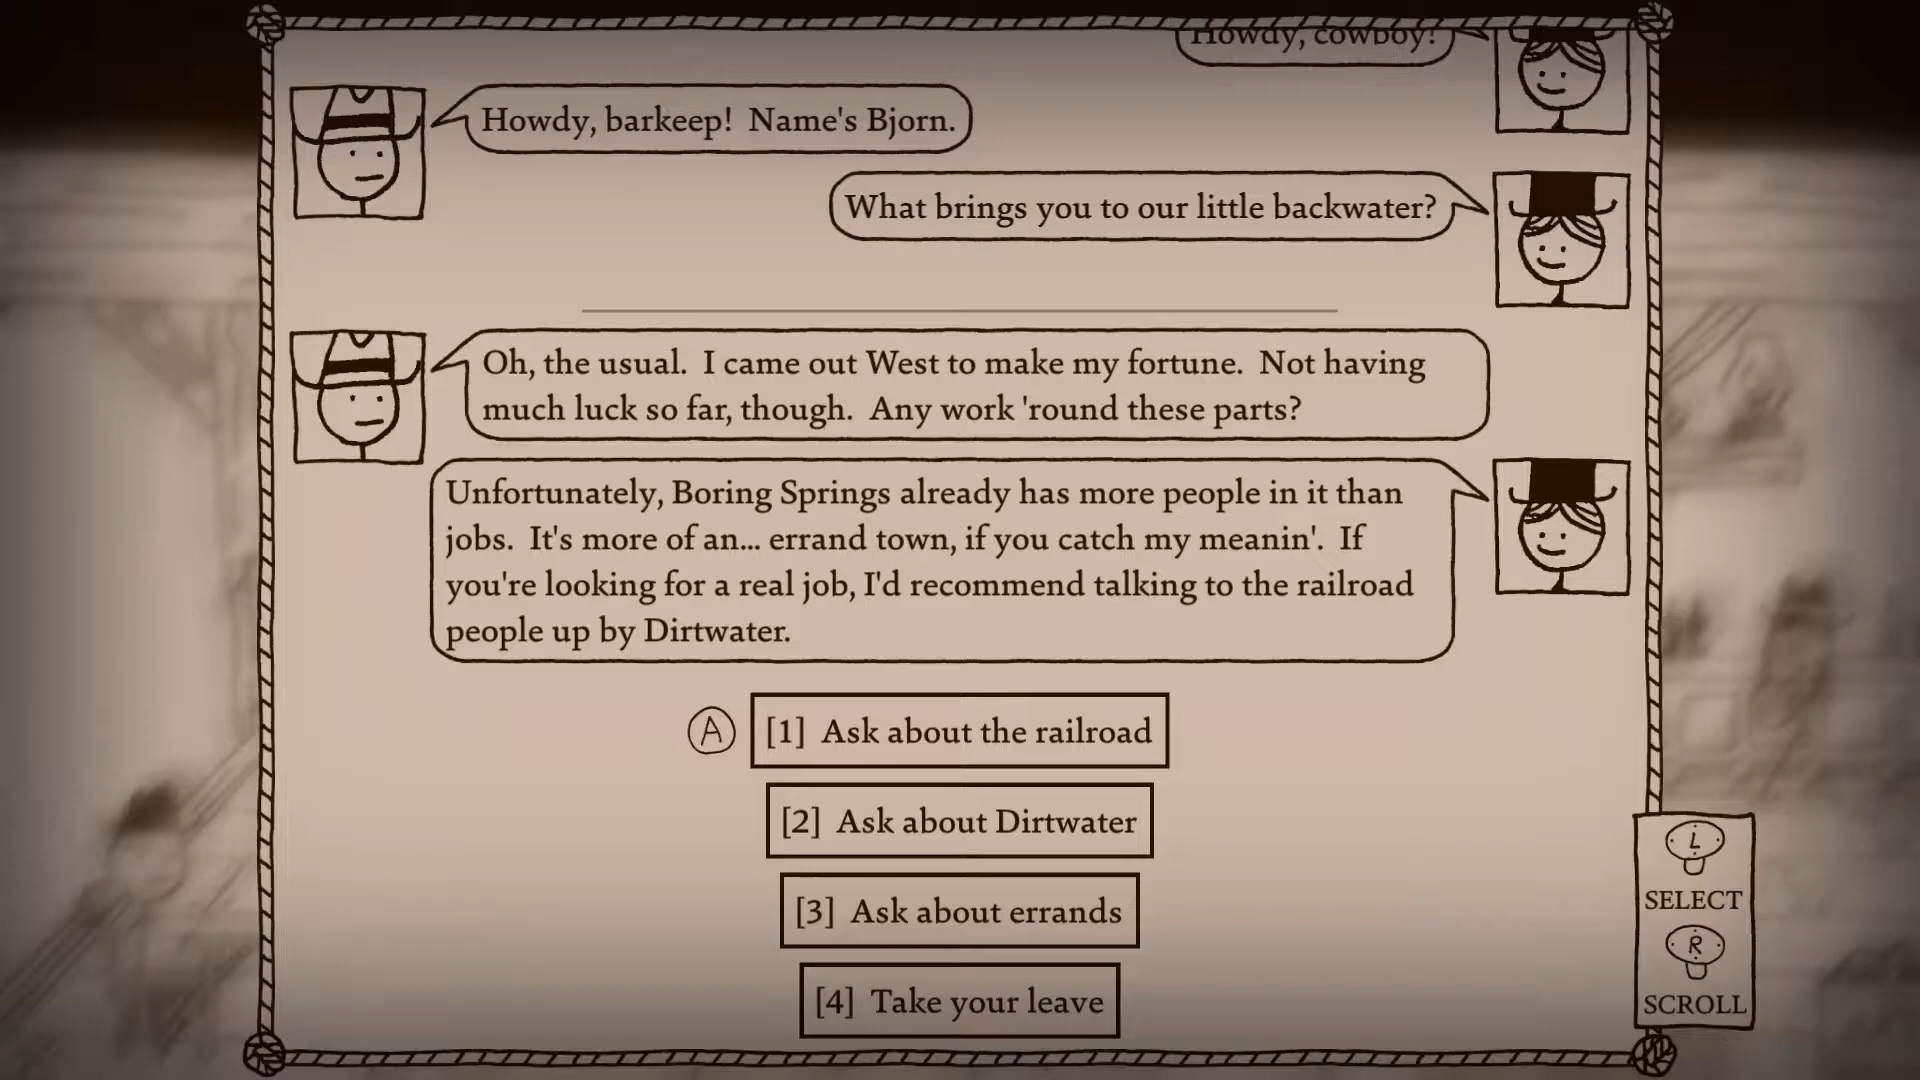 Howdy, cowboy!
Howdy, barkeep!  Name's Bjorn.
What brings you to our little backwater?
Oh, the usual.  I came out West to make my fortune.  Not having
much luck so far, though.  Any work 'round these parts?
Unfortunately, Boring Springs already has more people in it than
jobs.  It's more of an... errand town, if you catch my meanin'.  If
you're looking for a real job, I'd recommend talking to the railroad
people up by Dirtwater.
A [1]  Ask about the railroad
[2]  Ask about Dirtwater
[3]  Ask about errands
[4]  Take your leave
L
SELECT
R
SCROLL